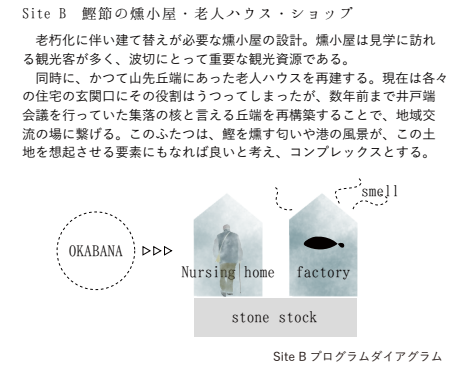 Site B　鰹節の燻小屋・老人ハウス・ショップ
　老朽化に伴い建て替えが必要な燻小屋の設計。燻小屋は見学に訪れ
る観光客が多く、波切にとって重要な観光資源である。
　同時に、かつて山先丘端にあった老人ハウスを再建する。現在は各々
の住宅の玄関口にその役割はうつってしまったが、数年前まで井戸端
会議を行っていた集落の核と言える丘端を再構築することで、地域交
流の場に繋げる。このふたつは、鰹を燻す匂いや港の風景が、この土
地を想起させる要素にもなれば良いと考え、コンプレックスとする。
smell
OKABANA
Nursing home
factory
stone stock
Site B プログラムダイアグラム